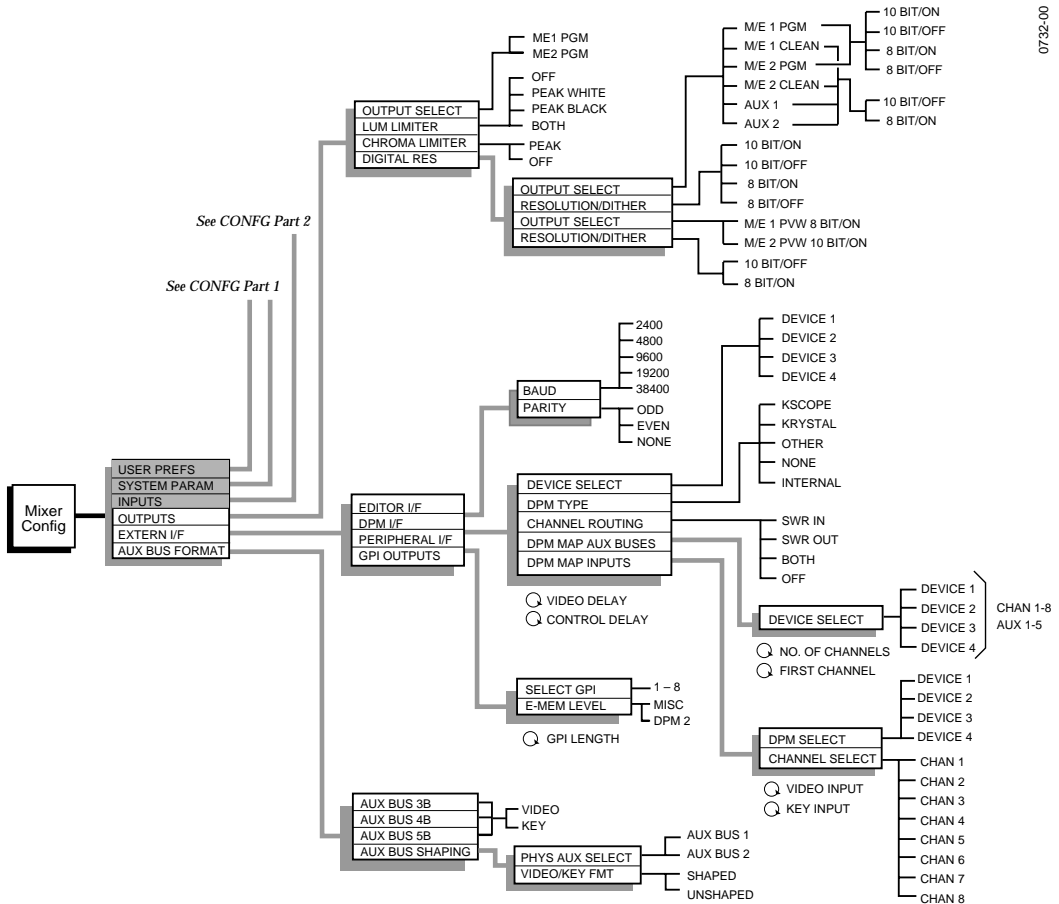 0732-00
Mixer
Config
USER PREFS
SYSTEM PARAM
INPUTS
OUTPUTS
EXTERN I/F
AUX BUS FORMAT
See CONFG Part 1
See CONFG Part 2
OUTPUT SELECT
LUM LIMITER
CHROMA LIMITER
DIGITAL RES
ME1 PGM
ME2 PGM
OFF
PEAK WHITE
PEAK BLACK
BOTH
PEAK
OFF
OUTPUT SELECT
RESOLUTION/DITHER
OUTPUT SELECT
RESOLUTION/DITHER
M/E 1 PGM
M/E 1 CLEAN
M/E 2 PGM
M/E 2 CLEAN
AUX 1
AUX 2
10 BIT/ON
10 BIT/OFF
8 BIT/ON
8 BIT/OFF
10 BIT/OFF
8 BIT/ON
10 BIT/ON
10 BIT/OFF
8 BIT/ON
8 BIT/OFF
M/E 1 PVW 8 BIT/ON
M/E 2 PVW 10 BIT/ON
10 BIT/OFF
8 BIT/ON
EDITOR I/F
DPM I/F
PERIPHERAL I/F
GPI OUTPUTS
BAUD
PARITY
2400
4800
9600
19200
38400
ODD
EVEN
NONE
DEVICE SELECT
DPM TYPE
CHANNEL ROUTING
DPM MAP AUX BUSES
DPM MAP INPUTS
VIDEO DELAY
CONTROL DELAY
DEVICE 1
DEVICE 2
DEVICE 3
DEVICE 4
KSCOPE
KRYSTAL
OTHER
NONE
INTERNAL
SWR IN
SWR OUT
BOTH
OFF
DEVICE SELECT
NO. OF CHANNELS
FIRST CHANNEL
DEVICE 1
DEVICE 2
DEVICE 3
DEVICE 4
CHAN 1-8
AUX 1-5
DPM SELECT
CHANNEL SELECT
VIDEO INPUT
KEY INPUT
DEVICE 1
DEVICE 2
DEVICE 3
DEVICE 4
CHAN 1
CHAN 2
CHAN 3
CHAN 4
CHAN 5
CHAN 6
CHAN 7
CHAN 8
SELECT GPI
E-MEM LEVEL
GPI LENGTH
1 – 8
MISC
DPM 2
AUX BUS 3B
AUX BUS 4B
AUX BUS 5B
AUX BUS SHAPING
VIDEO
KEY
PHYS AUX SELECT
VIDEO/KEY FMT
AUX BUS 1
AUX BUS 2
SHAPED
UNSHAPED